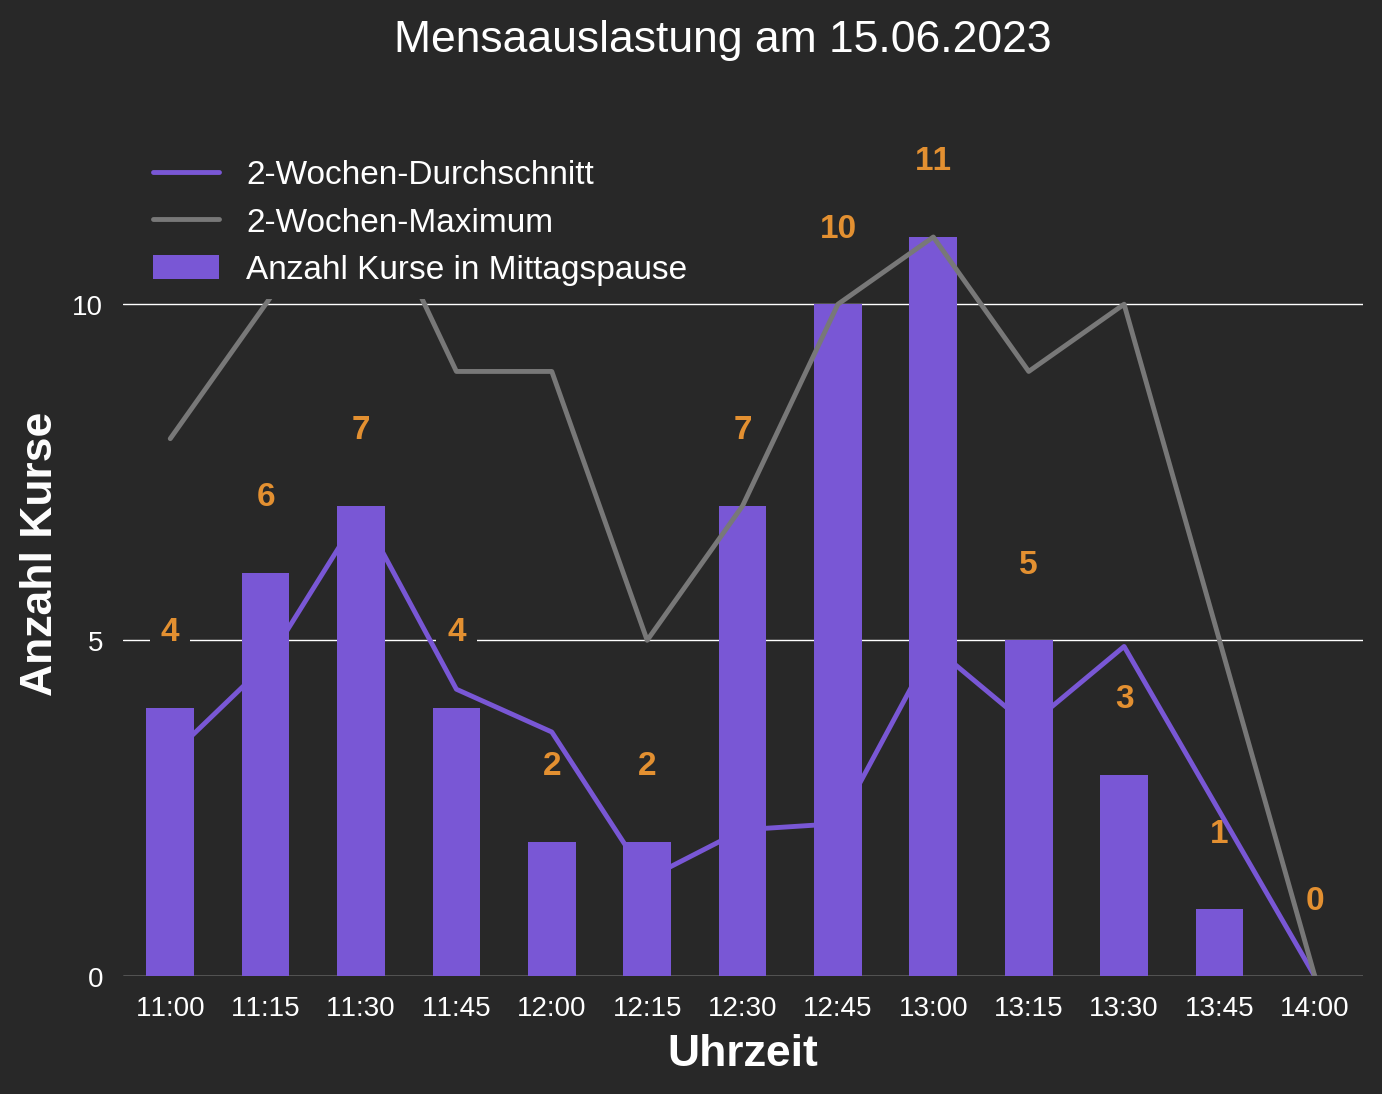 Mensaauslastung am 15.06.2023
2-Wochen-Durchschnitt
2-Wochen-Maximum
Anzahl Kurse in Mittagspause
Anzahl Kurse
10
5
0
4
6
7
4
2
2
7
10
11
5
3
1
0
11:00 11:15 11:30 11:45 12:00 12:15 12:30 12:45 13:00 13:15 13:30 13:45 14:00
Uhrzeit